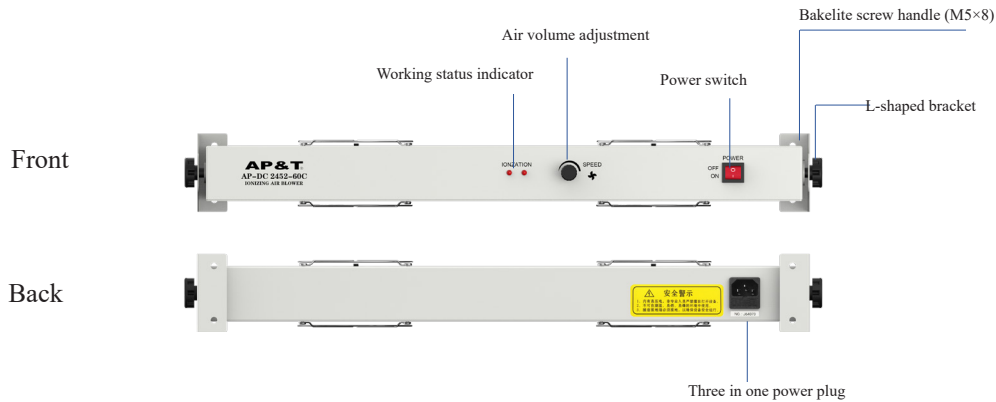 Bakelite screw handle (M5×8)
Air volume adjustment
Working status indicator
Power switch
L-shaped bracket
Front
AP&T
AP-DC 2452-60C
IONIZING AIR BLOWER
IONIZATION
SPEED
POWER
OFF
ON
Back
安全警示
Three in one power plug